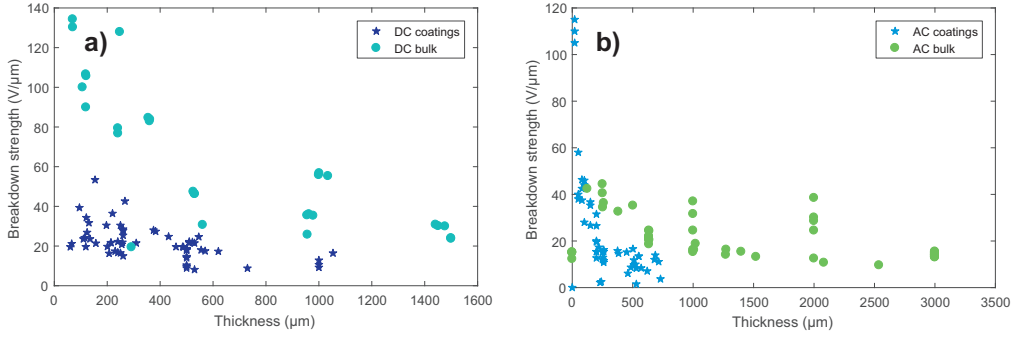 140
120
100
80
60
40
20
0
Breakdown strength (V/µm)
a)
DC coatings
DC bulk
0 200 400 600 800 1000 1200 1400 1600
Thickness (µm)
120
100
80
60
40
20
0
Breakdown strength (V/µm)
b)
AC coatings
AC bulk
0 500 1000 1500 2000 2500 3000 3500
Thickness (µm)